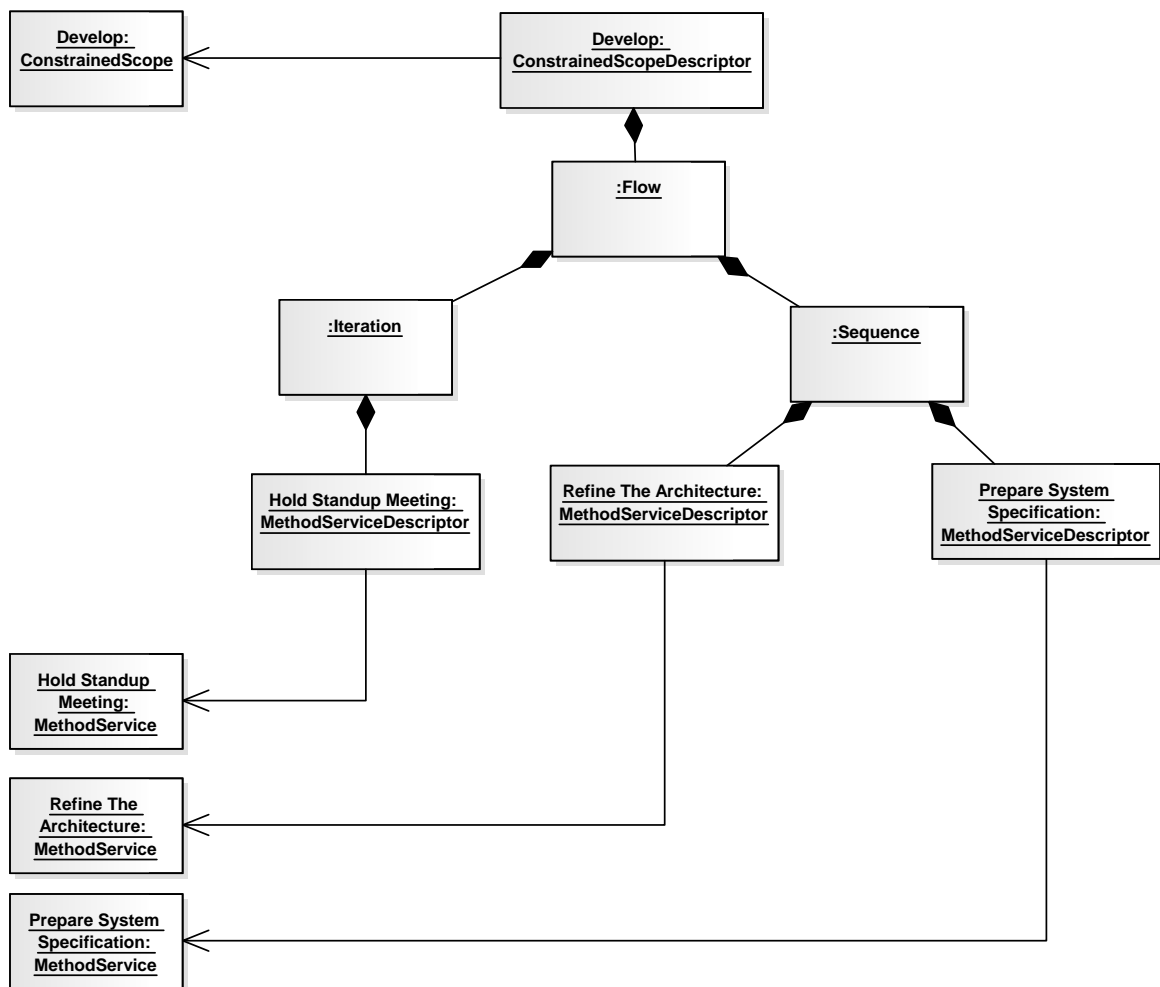 Develop:
ConstrainedScope
Develop:
ConstrainedScopeDescriptor
:Flow
:Iteration
:Sequence
Hold Standup Meeting:
MethodServiceDescriptor
Refine The Architecture:
MethodServiceDescriptor
Prepare System
Specification:
MethodServiceDescriptor
Hold Standup
Meeting:
MethodService
Refine The
Architecture:
MethodService
Prepare System
Specification:
MethodService